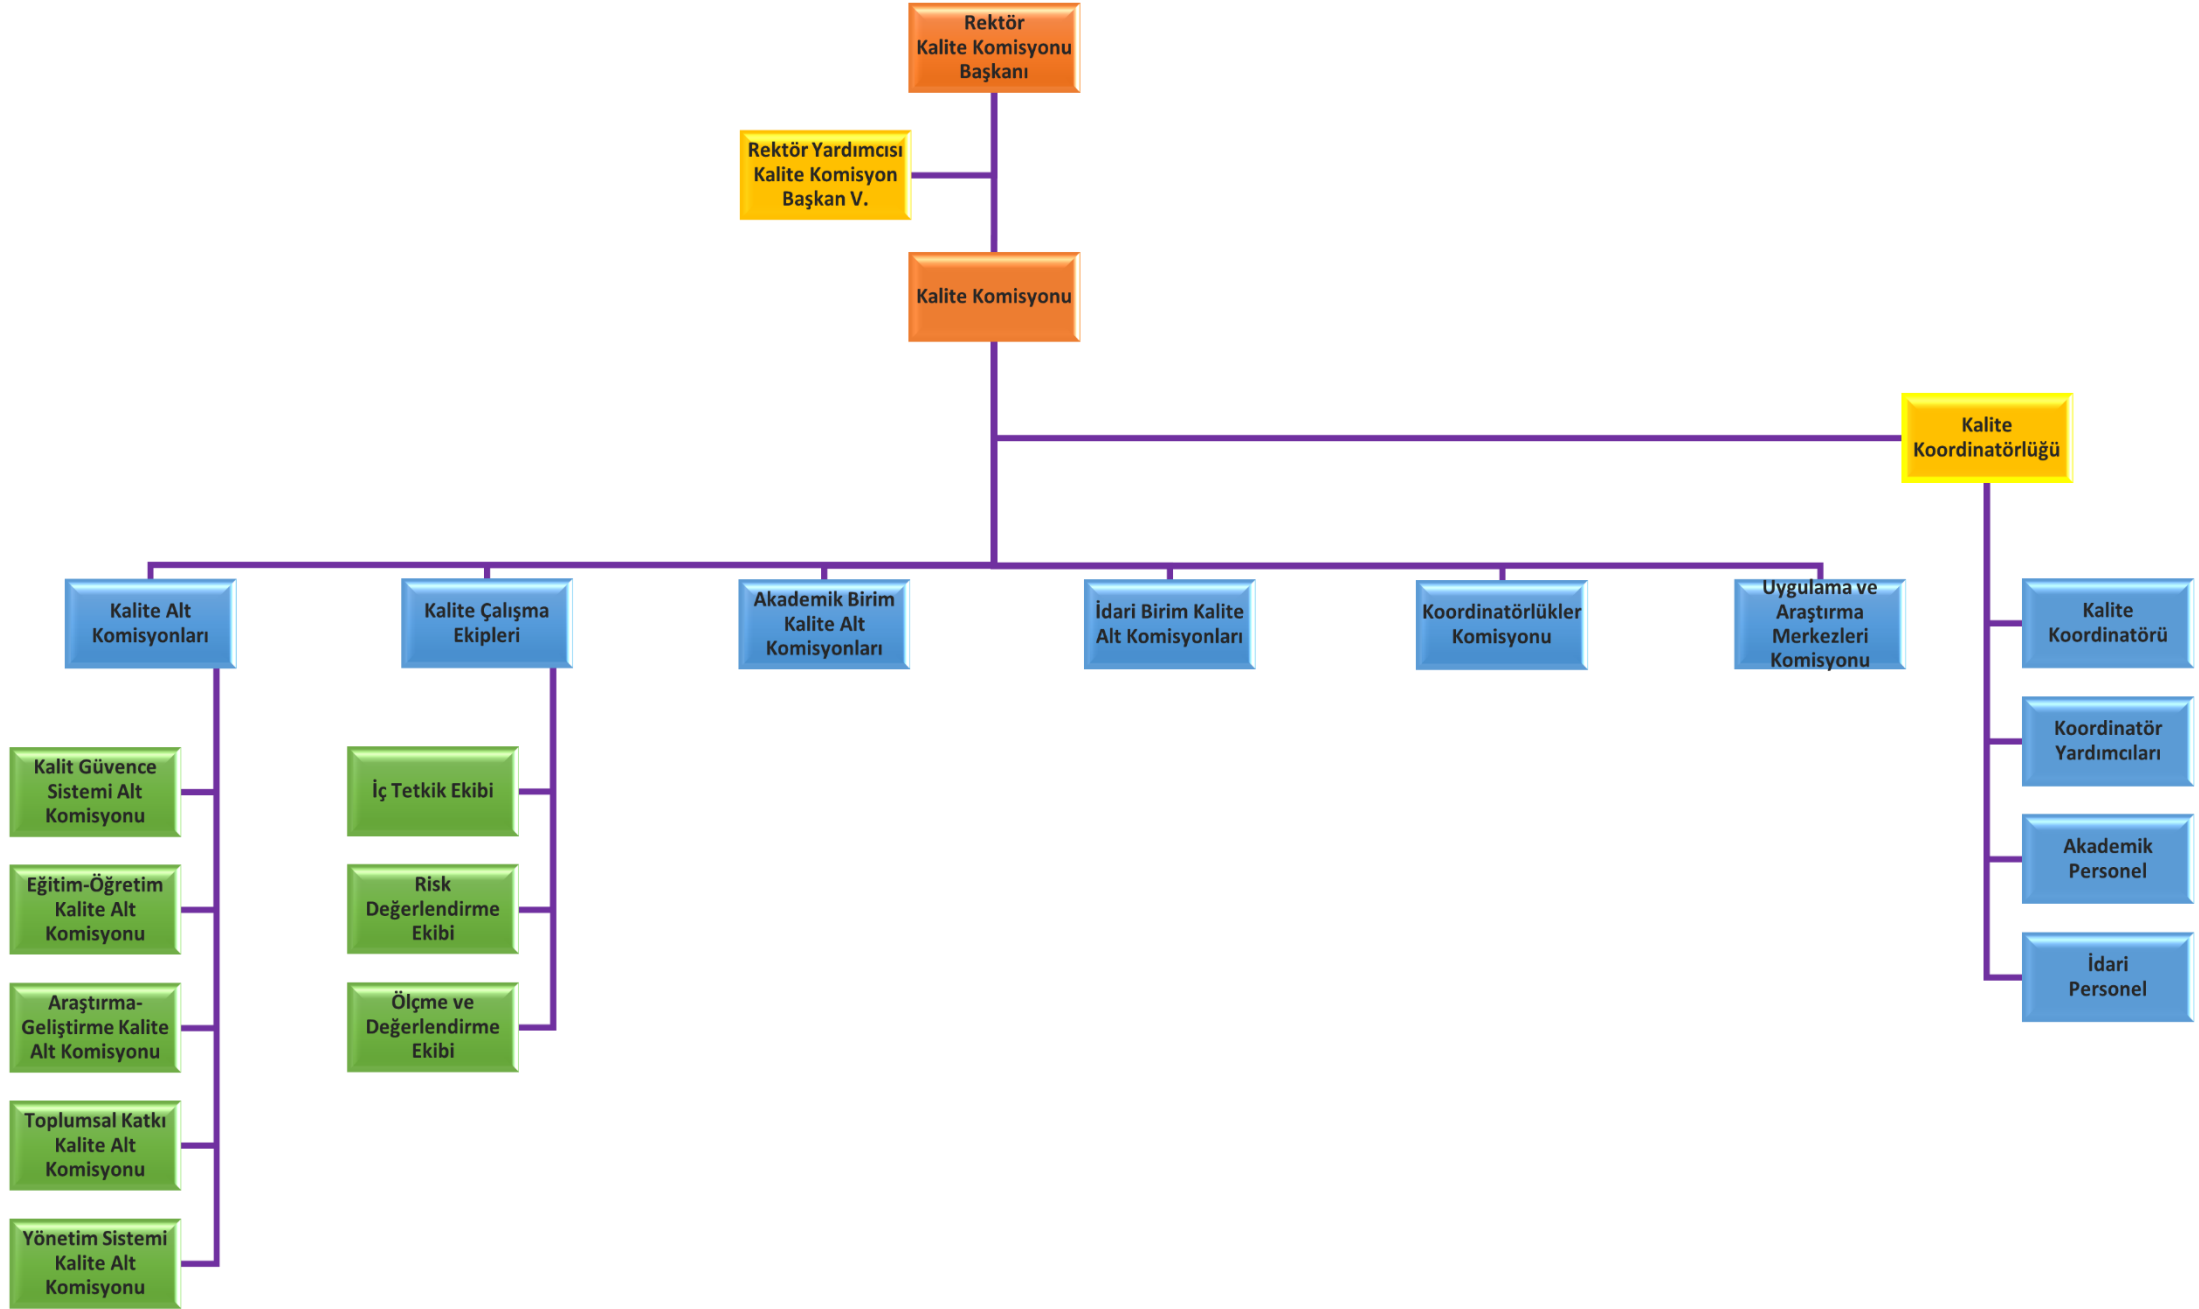 Rektör
Kalite Komisyonu
Başkanı
Rektör Yardımcısı
Kalite Komisyon
Başkan V.
Kalite Komisyonu
Kalite
Koordinatörlüğü
Kalite Alt
Komisyonları
Kalite Çalışma
Ekipleri
Akademik Birim
Kalite Alt
Komisyonları
İdari Birim Kalite
Alt Komisyonları
Koordinatörlükler
Komisyonu
Uygulama ve
Araştırma
Merkezleri
Komisyonu
Kalite
Koordinatörü
Koordinatör
Yardımcıları
Akademik
Personel
İdari
Personel
Kalit Güvence
Sistemi Alt
Komisyonu
Eğitim-Öğretim
Kalite Alt
Komisyonu
Araştırma-
Geliştirme Kalite
Alt Komisyonu
Toplumsal Katkı
Kalite Alt
Komisyonu
Yönetim Sistemi
Kalite Alt
Komisyonu
İç Tetkik Ekibi
Risk
Değerlendirme
Ekibi
Ölçme ve
Değerlendirme
Ekibi